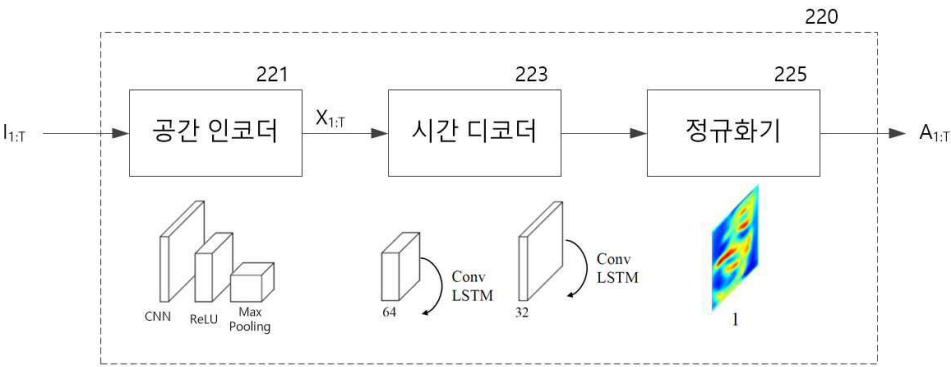 220
221
223
225
I1:T
공간 인코더
X1:T
시간 디코더
정규화기
A1:T
CNN
ReLU
Max
Pooling
64
Conv
LSTM
32
Conv
LSTM
1